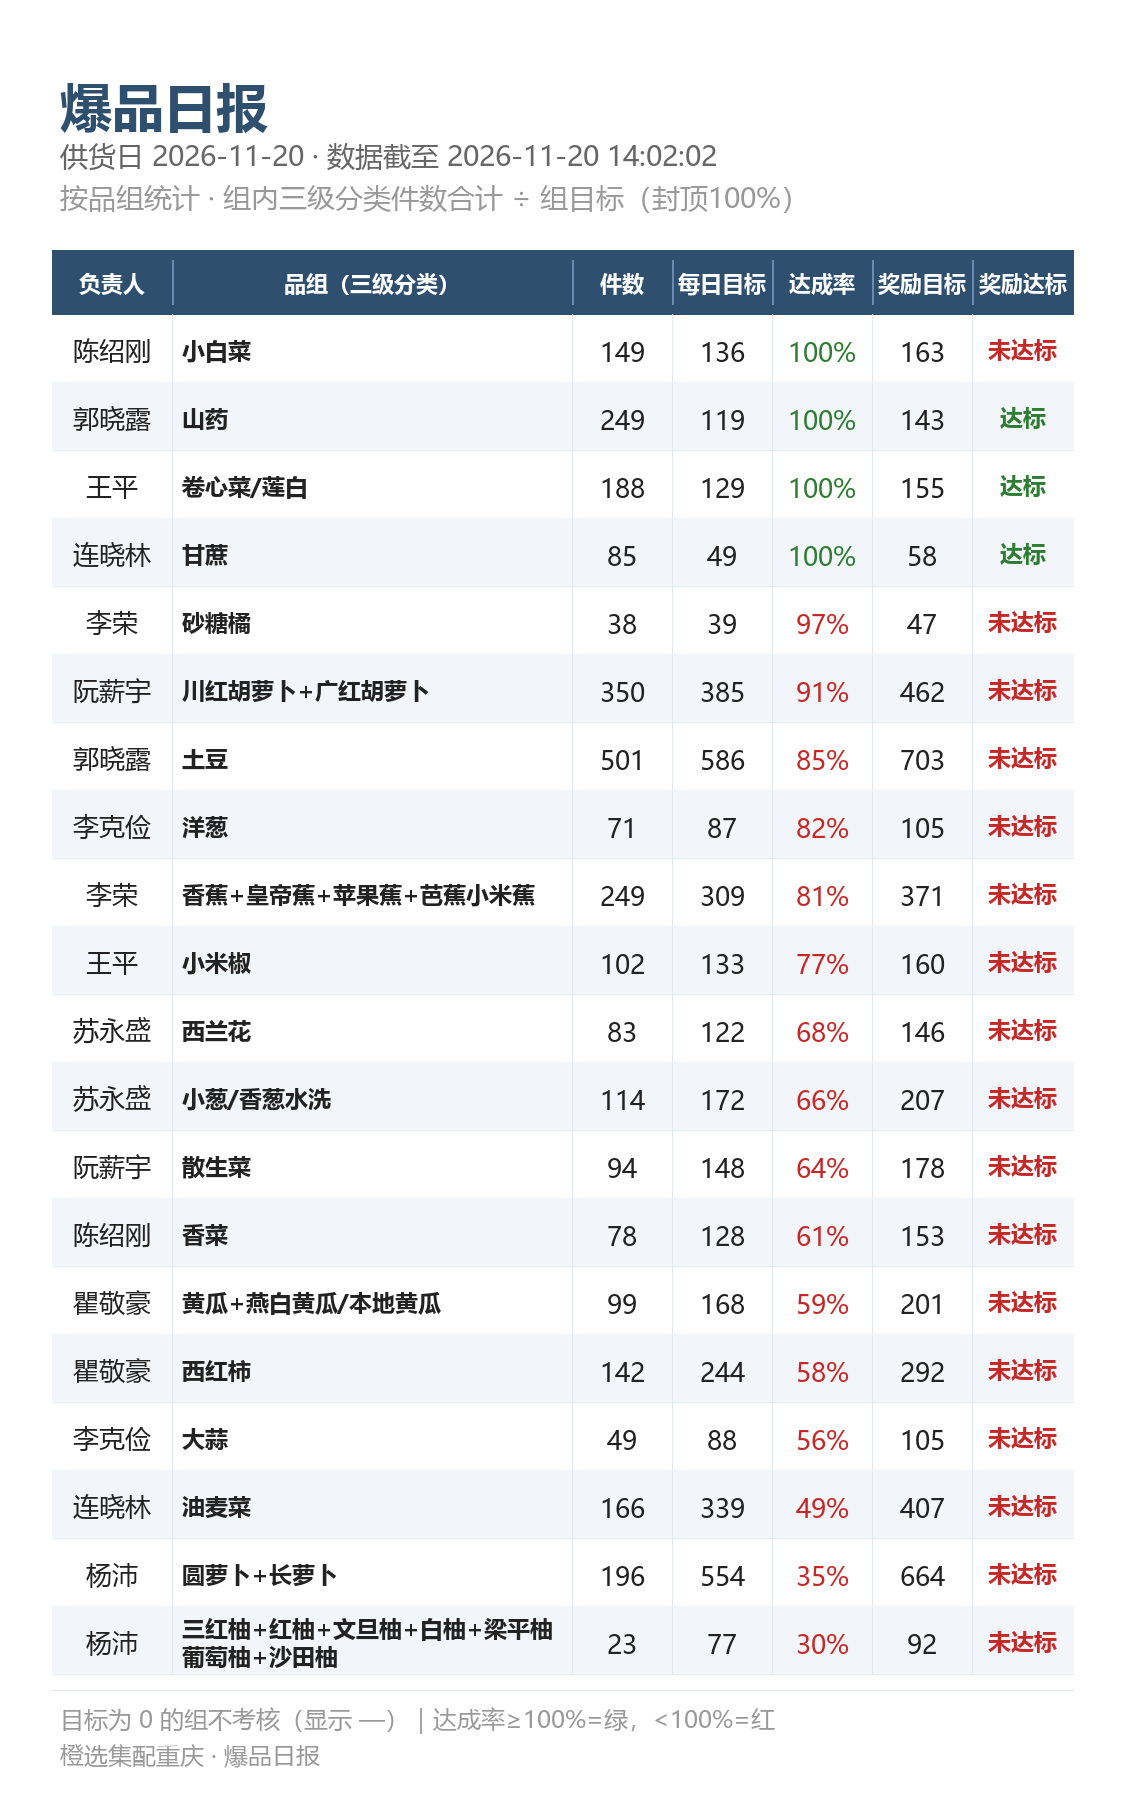 爆品日报
供货日 2026-11-20 · 数据截至 2026-11-20 14:02:02
按品组统计 · 组内三级分类件数合计 ÷ 组目标（封顶100%）
负责人 品组（三级分类） 件数 每日目标 达成率 奖励目标 奖励达标
陈绍刚 小白菜 149 136 100% 163 未达标
郭晓露 山药 249 119 100% 143 达标
王平 卷心菜/莲白 188 129 100% 155 达标
连晓林 甘蔗 85 49 100% 58 达标
李荣 砂糖橘 38 39 97% 47 未达标
阮薪宇 川红胡萝卜+广红胡萝卜 350 385 91% 462 未达标
郭晓露 土豆 501 586 85% 703 未达标
李克俭 洋葱 71 87 82% 105 未达标
李荣 香蕉+皇帝蕉+苹果蕉+芭蕉小米蕉 249 309 81% 371 未达标
王平 小米椒 102 133 77% 160 未达标
苏永盛 西兰花 83 122 68% 146 未达标
苏永盛 小葱/香葱水洗 114 172 66% 207 未达标
阮薪宇 散生菜 94 148 64% 178 未达标
陈绍刚 香菜 78 128 61% 153 未达标
瞿敬豪 黄瓜+燕白黄瓜/本地黄瓜 99 168 59% 201 未达标
瞿敬豪 西红柿 142 244 58% 292 未达标
李克俭 大蒜 49 88 56% 105 未达标
连晓林 油麦菜 166 339 49% 407 未达标
杨沛 圆萝卜+长萝卜 196 554 35% 664 未达标
杨沛 三红柚+红柚+文旦柚+白柚+梁平柚 23 77 30% 92 未达标
葡萄柚+沙田柚
目标为 0 的组不考核（显示 —）｜达成率≥100%=绿，<100%=红
橙选集配重庆 · 爆品日报